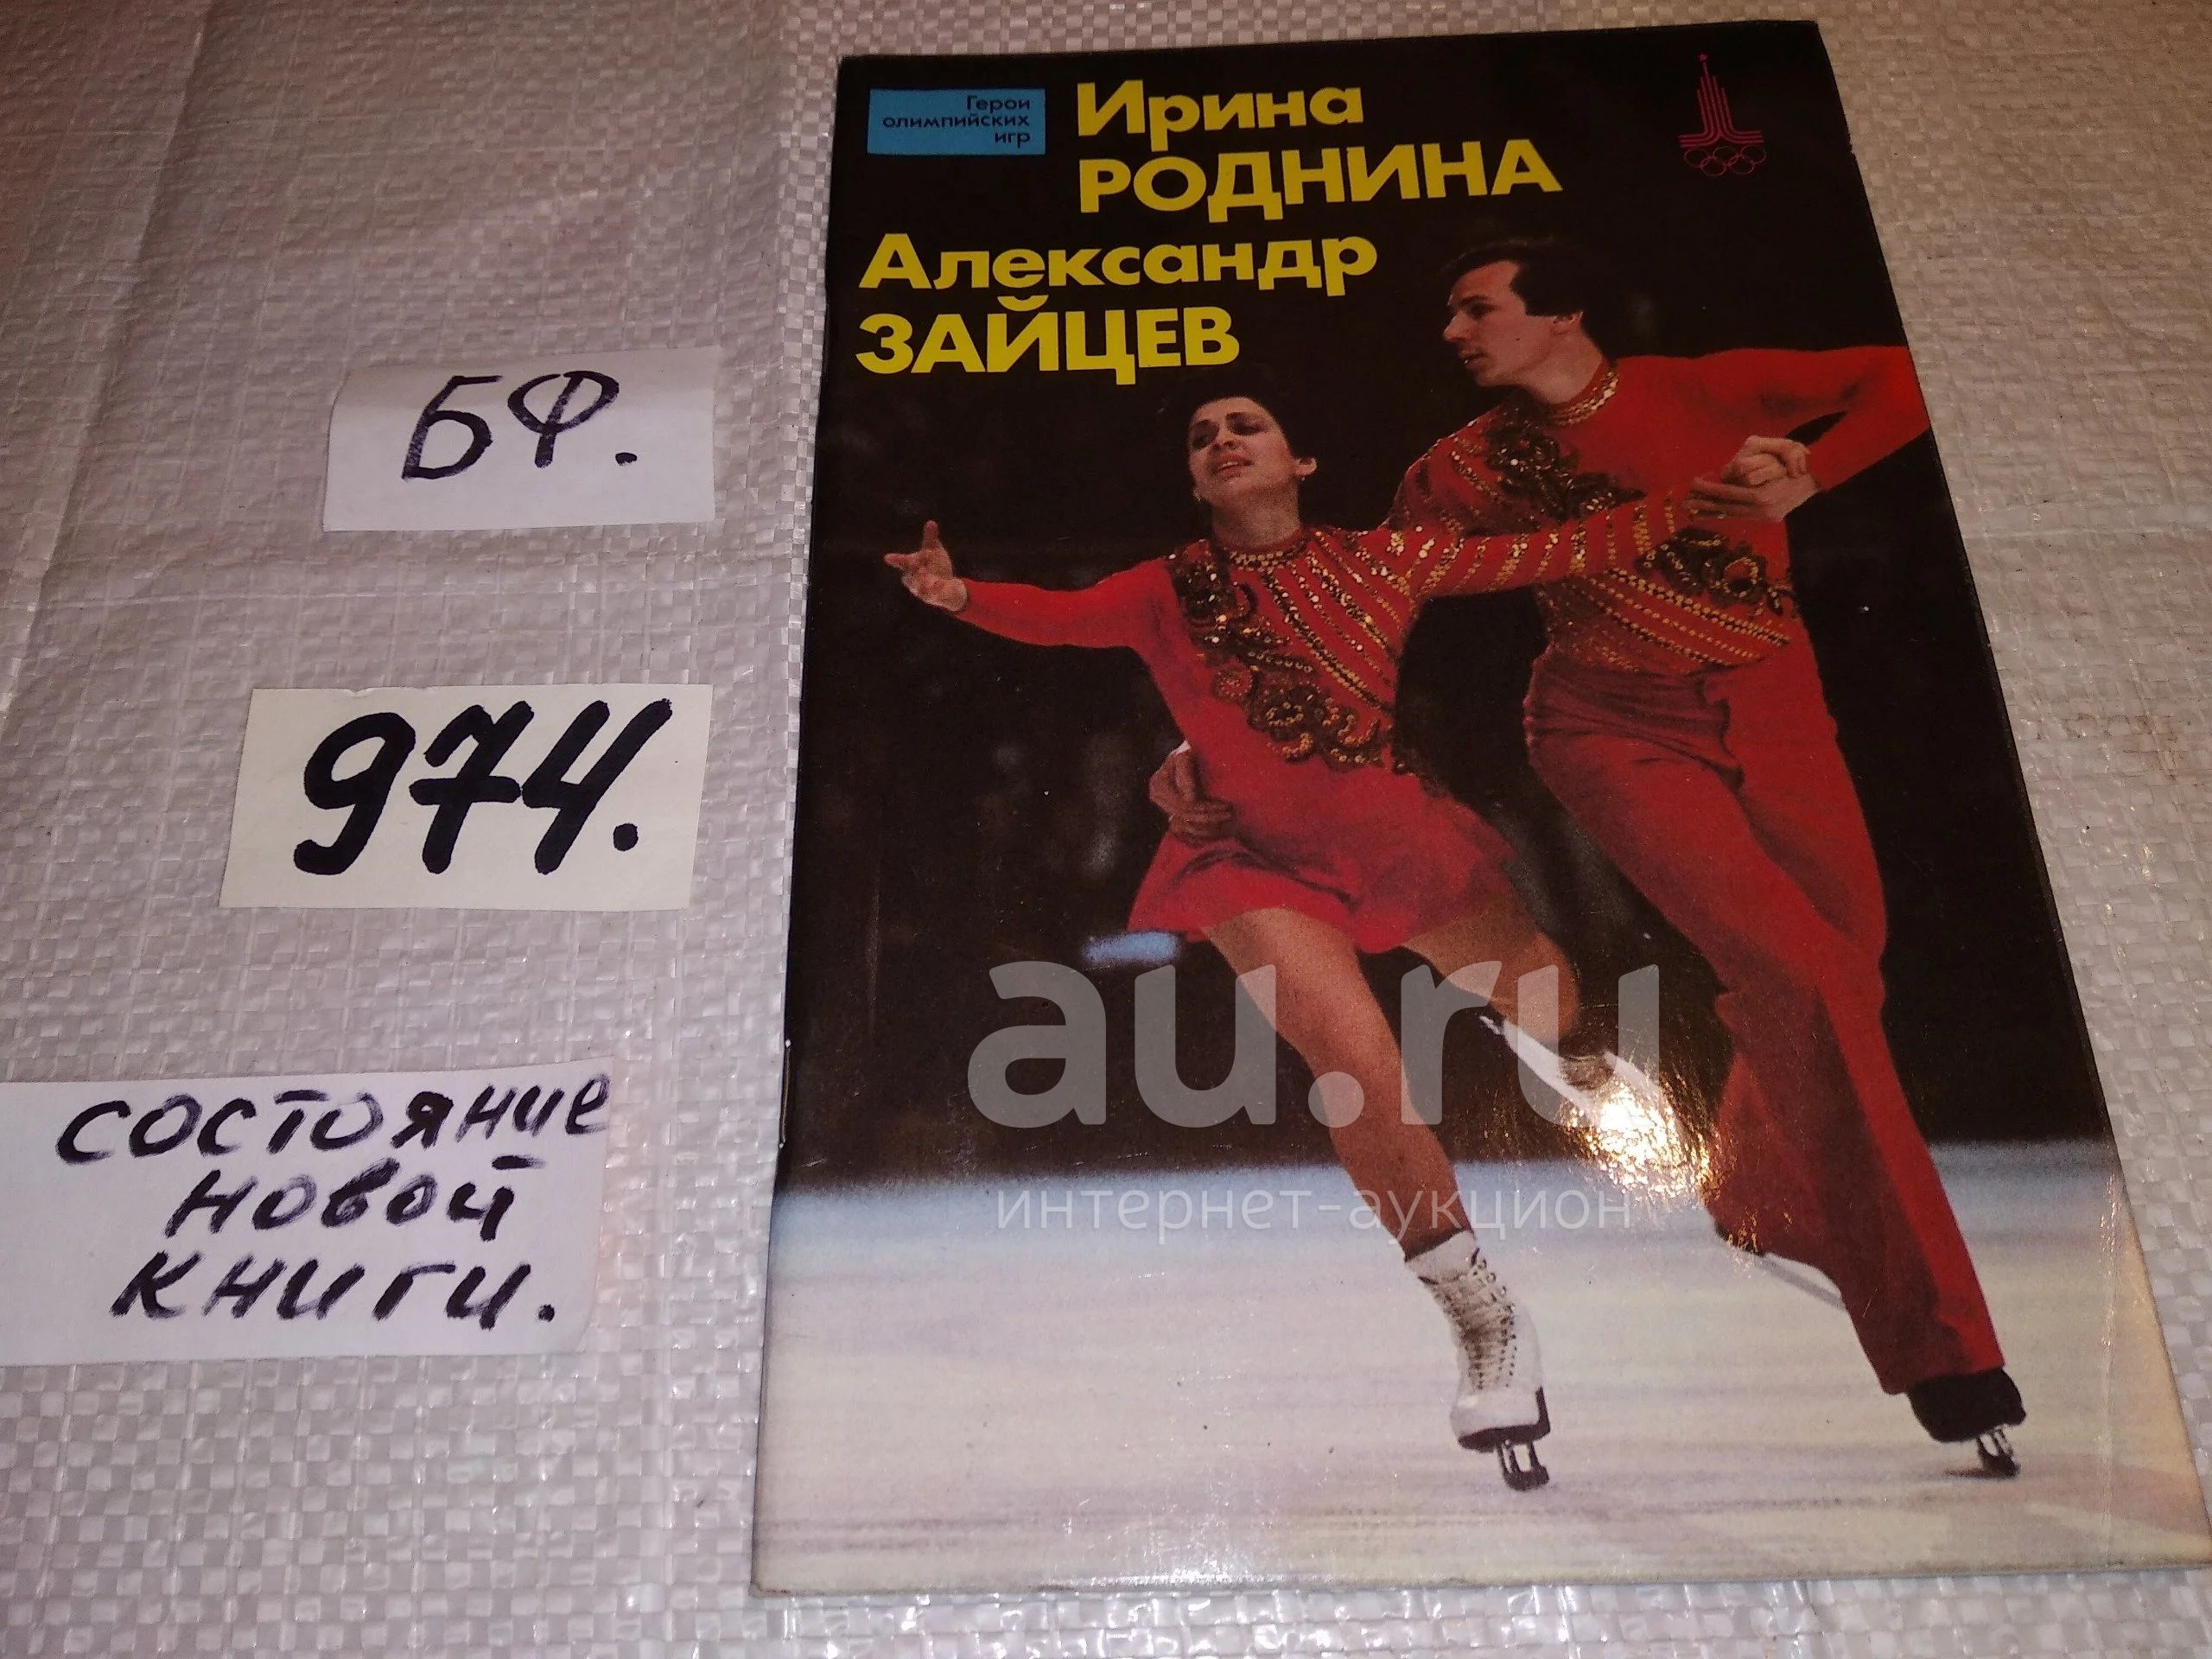 Герои
олимпийских
игр
Ирина
РОДНИНА
Александр
ЗАЙЦЕВ
БФ.
974.
состояние
новой
книги.
au.ru
интернет-аукцион